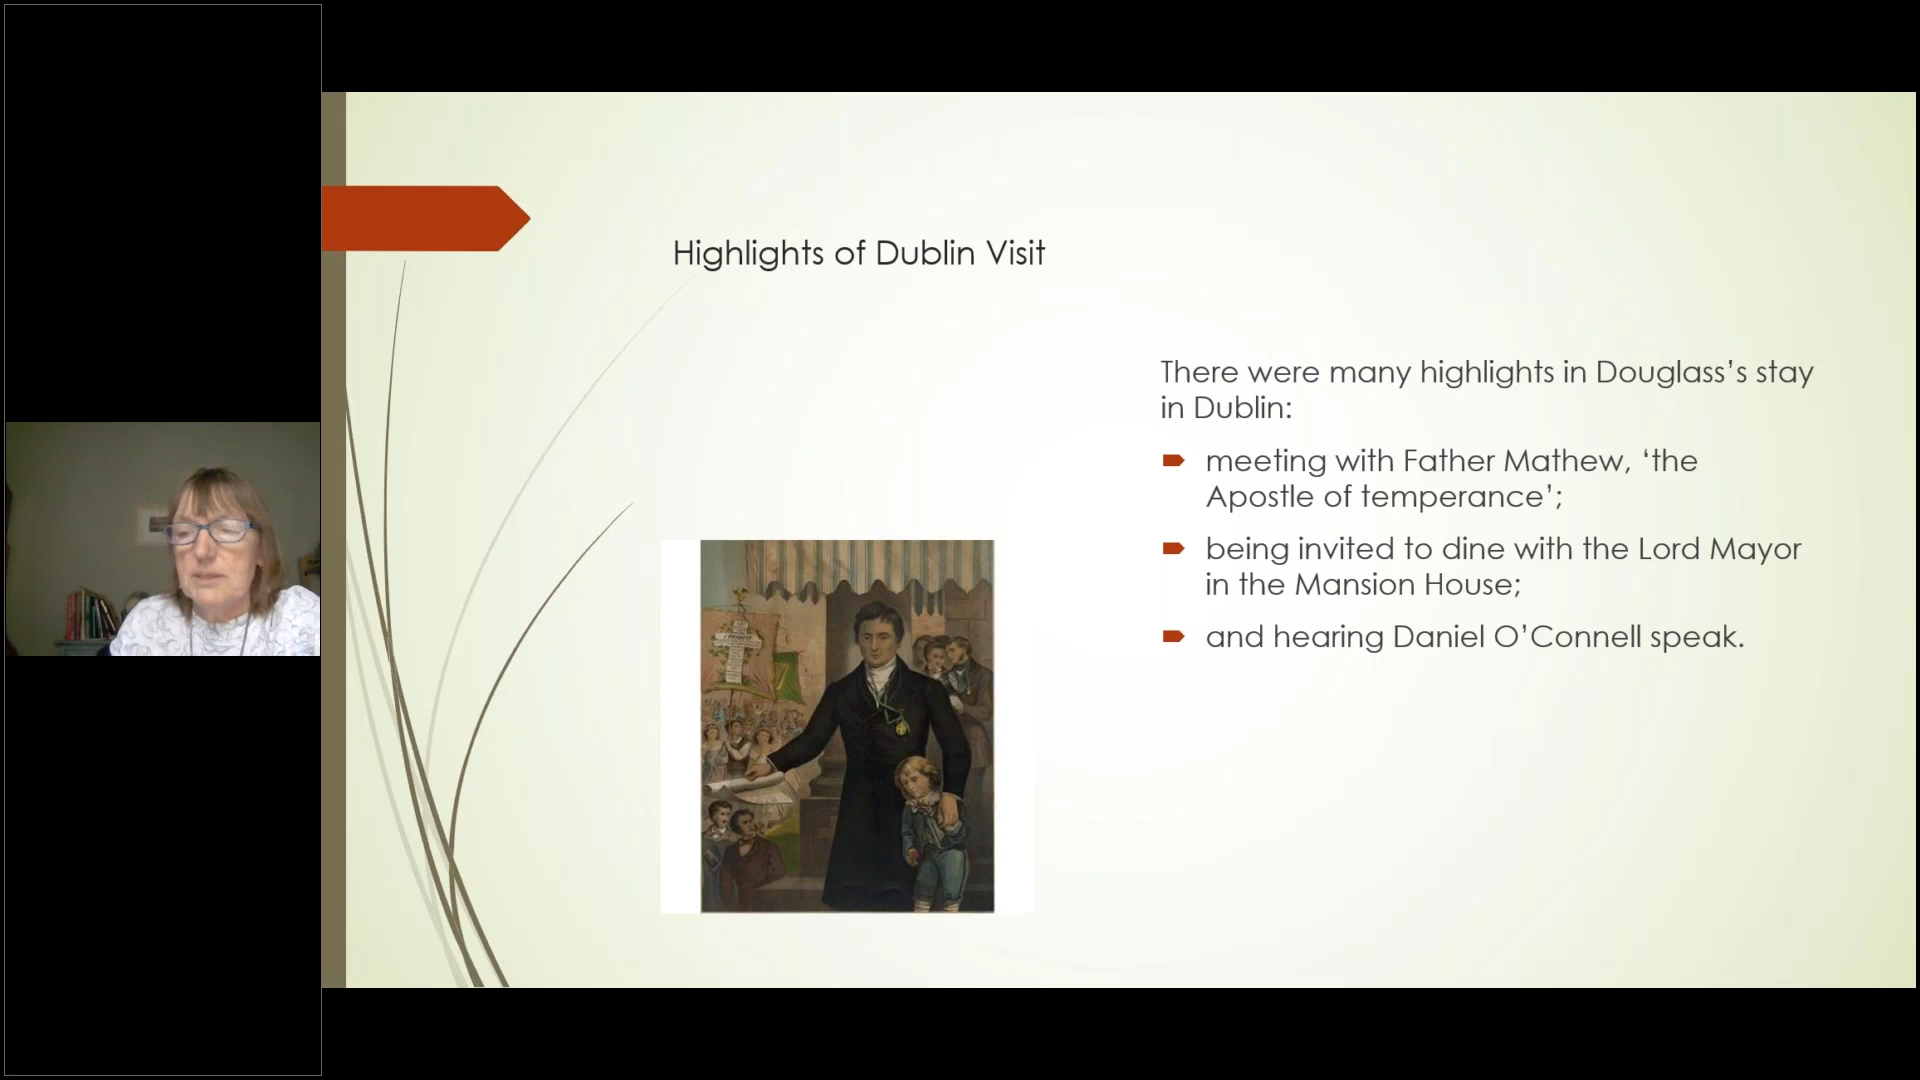 Highlights of Dublin Visit
There were many highlights in Douglass’s stay
in Dublin:
meeting with Father Mathew, ‘the
Apostle of temperance’;
being invited to dine with the Lord Mayor
in the Mansion House;
and hearing Daniel O’Connell speak.